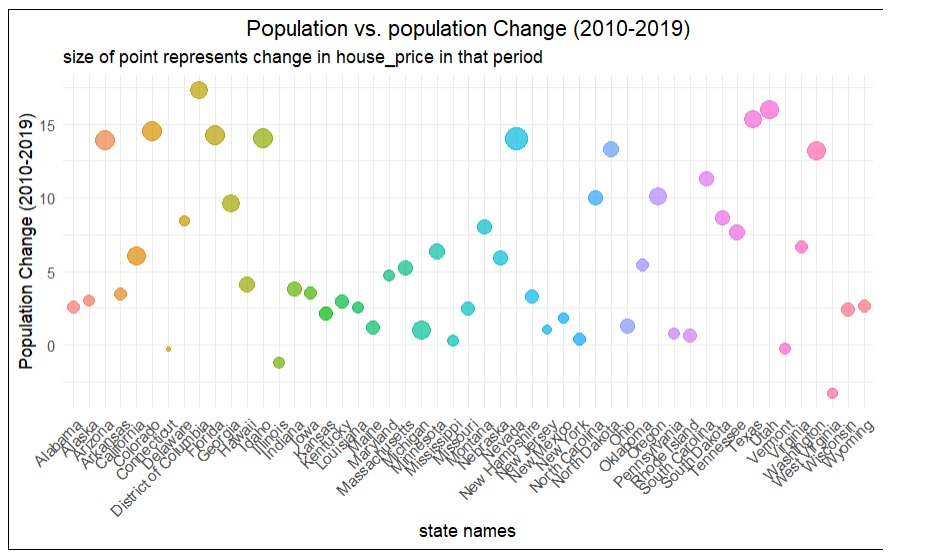 Population vs. population Change (2010-2019)
size of point represents change in house_price in that period
Population Change (2010-2019)
15
10
5
0
Alabama
Alaska
Arizona
Arkansas
California
Colorado
Connecticut
Delaware
District of Columbia
Florida
Georgia
Hawaii
Idaho
Illinois
Indiana
Iowa
Kansas
Kentucky
Louisiana
Maine
Maryland
Massachusetts
Michigan
Minnesota
Mississippi
Missouri
Montana
Nebraska
Nevada
New Hampshire
New Jersey
New Mexico
New York
North Carolina
North Dakota
Ohio
Oklahoma
Oregon
Pennsylvania
Rhode Island
South Carolina
South Dakota
Tennessee
Texas
Utah
Vermont
Virginia
Washington
West Virginia
Wisconsin
Wyoming
state names